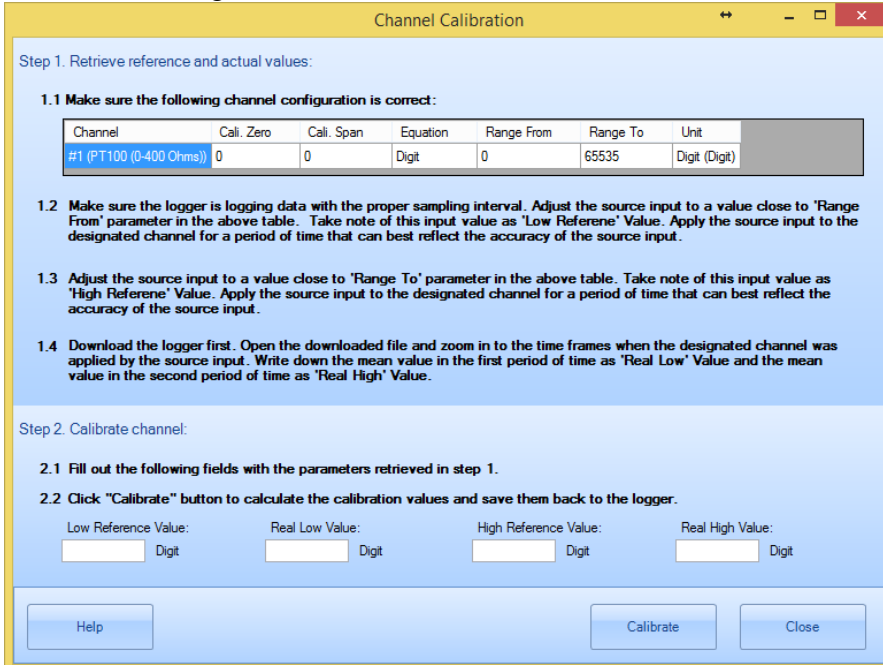 Channel Calibration
Step 1. Retrieve reference and actual values:
1.1 Make sure the following channel configuration is correct:
Channel Cali. Zero Cali. Span Equation Range From Range To Unit
#1 (PT100 (0-400 Ohms)) 0 0 Digit 0 65535 Digit (Digit)
1.2 Make sure the logger is logging data with the proper sampling interval. Adjust the source input to a value close to 'Range
From' parameter in the above table. Take note of this input value as 'Low Referene' Value. Apply the source input to the
designated channel for a period of time that can best reflect the accuracy of the source input.
1.3 Adjust the source input to a value close to 'Range To' parameter in the above table. Take note of this input value as
'High Referene' Value. Apply the source input to the designated channel for a period of time that can best reflect the
accuracy of the source input.
1.4 Download the logger first. Open the downloaded file and zoom in to the time frames when the designated channel was
applied by the source input. Write down the mean value in the first period of time as 'Real Low' Value and the mean
value in the second period of time as 'Real High' Value.
Step 2. Calibrate channel:
2.1 Fill out the following fields with the parameters retrieved in step 1.
2.2 Click "Calibrate" button to calculate the calibration values and save them back to the logger.
Low Reference Value: Real Low Value: High Reference Value: Real High Value:
Digit Digit Digit Digit
Help Calibrate Close